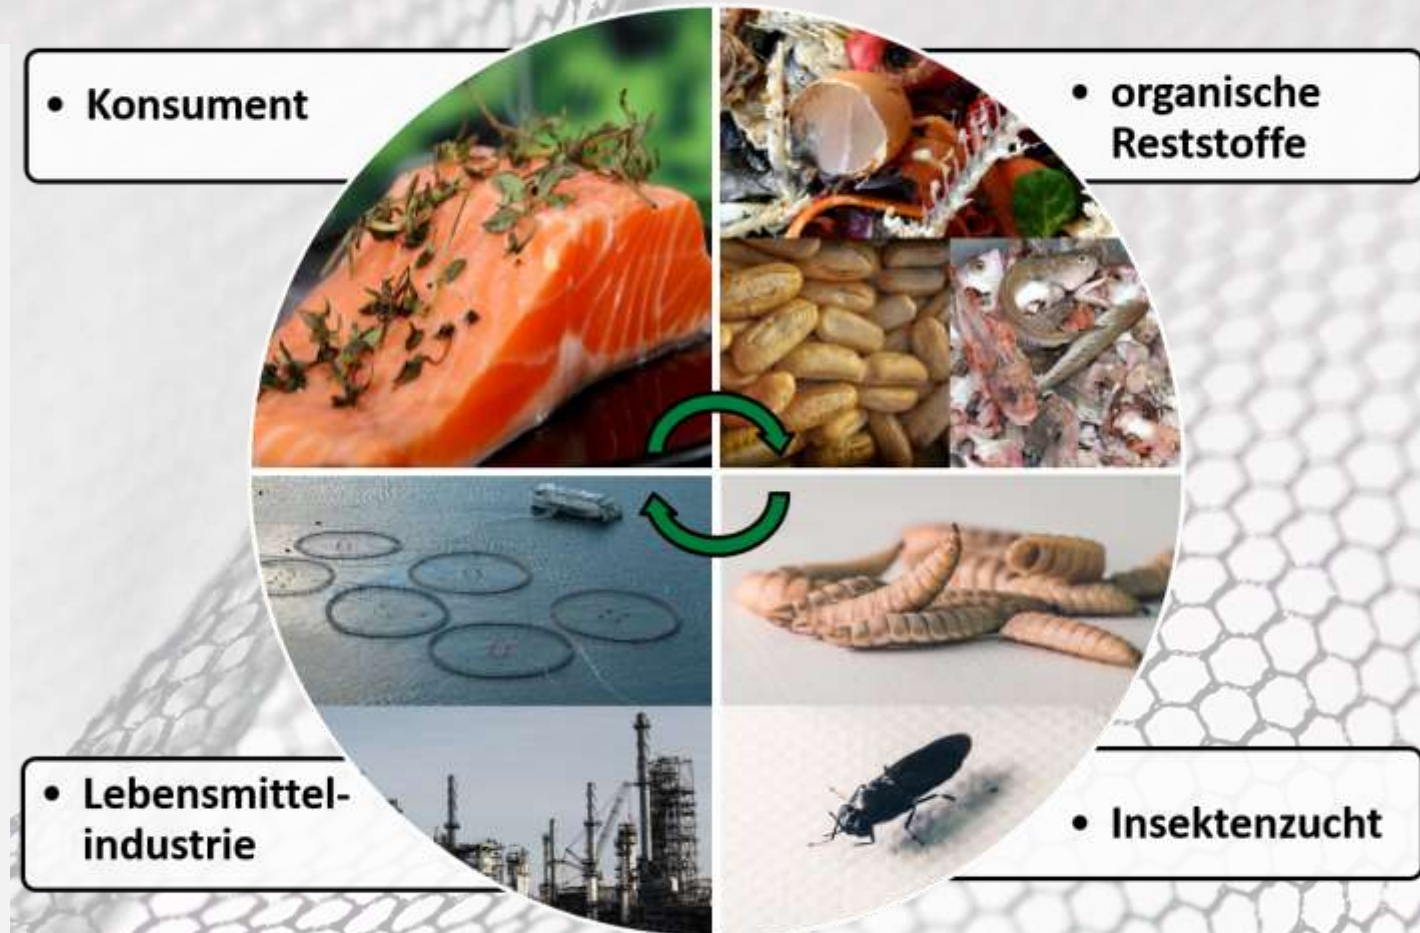 • Konsument
• organische
Reststoffe
• Lebensmittel-
industrie
• Insektenzucht